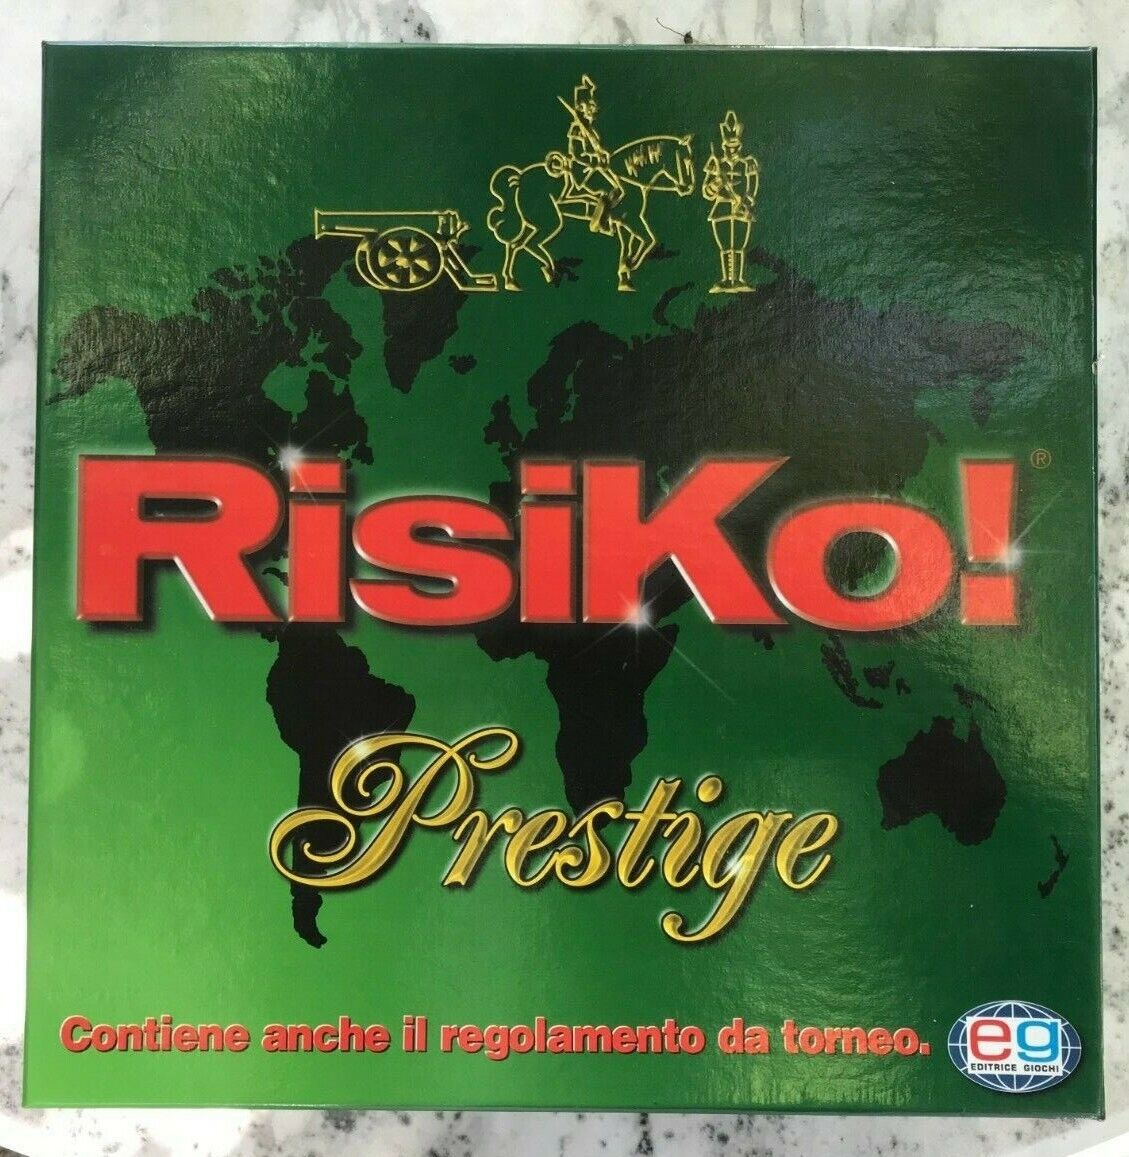 RisiKo!®
Prestige
Contiene anche il regolamento da torneo.
eg
EDITRICE GIOCHI